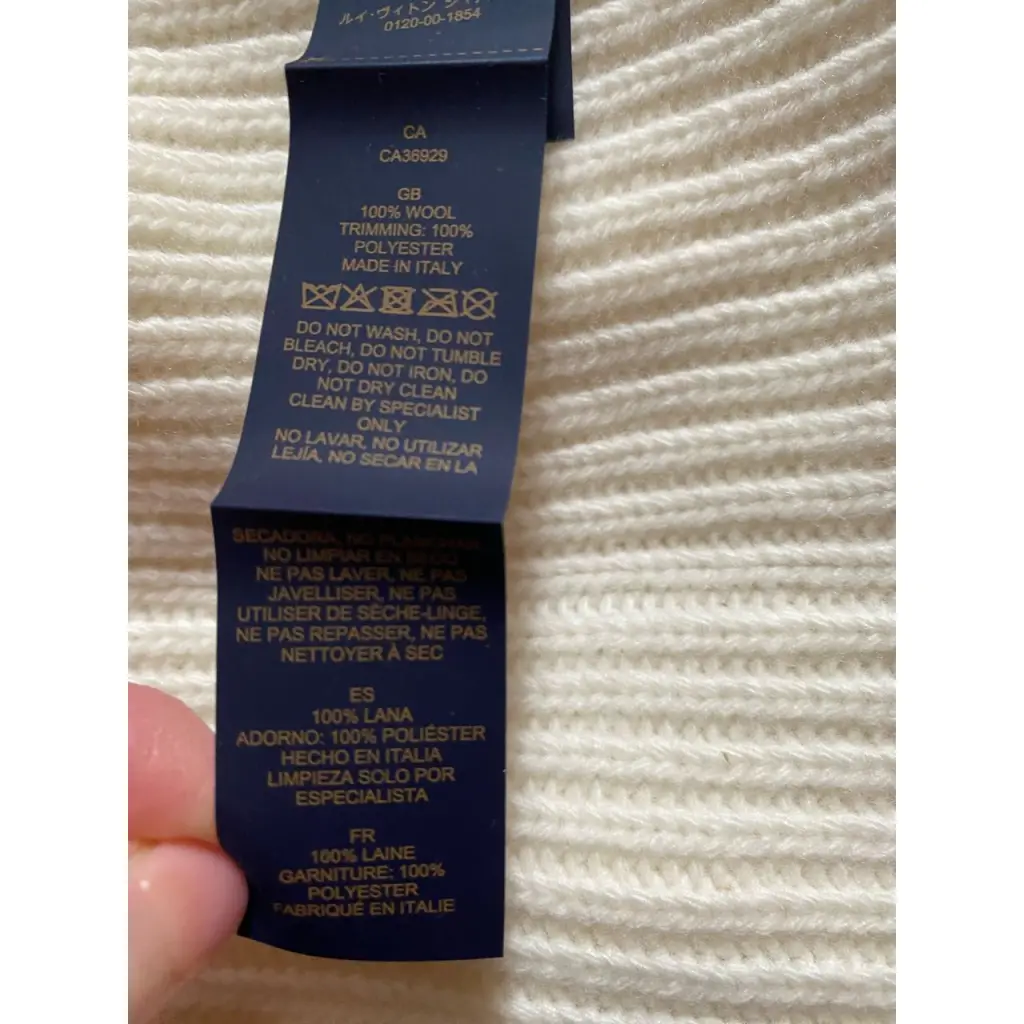 ルイ・ヴィトン
0120-00-1854
CA
CA36929
GB
100% WOOL
TRIMMING: 100%
POLYESTER
MADE IN ITALY
DO NOT WASH, DO NOT
BLEACH, DO NOT TUMBLE
DRY, DO NOT IRON, DO
NOT DRY CLEAN
CLEAN BY SPECIALIST
ONLY
NO LAVAR, NO UTILIZAR
LEJÍA, NO SECAR EN LA
SECADORA, NO PLANCHAR,
NO LIMPIAR EN SECO
NE PAS LAVER, NE PAS
JAVELLISER, NE PAS
UTILISER DE SÈCHE-LINGE,
NE PAS REPASSER, NE PAS
NETTOYER À SEC
ES
100% LANA
ADORNO: 100% POLIÉSTER
HECHO EN ITALIA
LIMPIEZA SOLO POR
ESPECIALISTA
FR
100% LAINE
GARNITURE: 100%
POLYESTER
FABRIQUÉ EN ITALIE